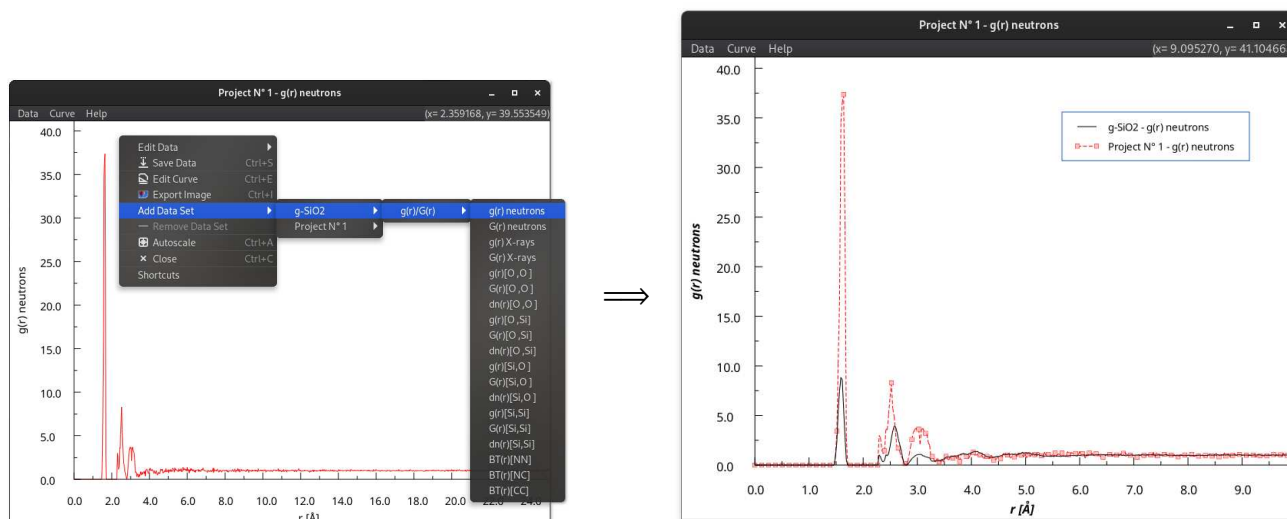 Project N° 1 - g(r) neutrons
Data Curve Help (x= 2.359168, y= 39.553549)
40.0
35.0
30.0
25.0
20.0
15.0
10.0
5.0
0.0
g(r) neutrons
0.0 2.0 4.0 6.0 8.0 10.0 12.0 14.0 16.0 18.0 20.0 22.0 24.0
r [Å]
Edit Data
Save Data Ctrl+S
Edit Curve Ctrl+E
Export Image Ctrl+I
Add Data Set
Remove Data Set
Autoscale Ctrl+A
Close Ctrl+C
Shortcuts
g-SiO2
Project N° 1
g(r)/G(r)
g(r) neutrons
G(r) neutrons
g(r) X-rays
G(r) X-rays
g(r)[O ,O ]
G(r)[O ,O ]
dn(r)[O ,O ]
g(r)[O ,Si]
G(r)[O ,Si]
dn(r)[O ,Si]
g(r)[Si,O ]
G(r)[Si,O ]
dn(r)[Si,O ]
g(r)[Si,Si]
G(r)[Si,Si]
dn(r)[Si,Si]
BT(r)[NN]
BT(r)[NC]
BT(r)[CC]
⟹
Project N° 1 - g(r) neutrons
Data Curve Help (x= 9.095270, y= 41.10466
40.0
35.0
30.0
25.0
20.0
15.0
10.0
5.0
0.0
g(r) neutrons
g-SiO2 - g(r) neutrons
Project N° 1 - g(r) neutrons
0.0 1.0 2.0 3.0 4.0 5.0 6.0 7.0 8.0 9.0
r [Å]